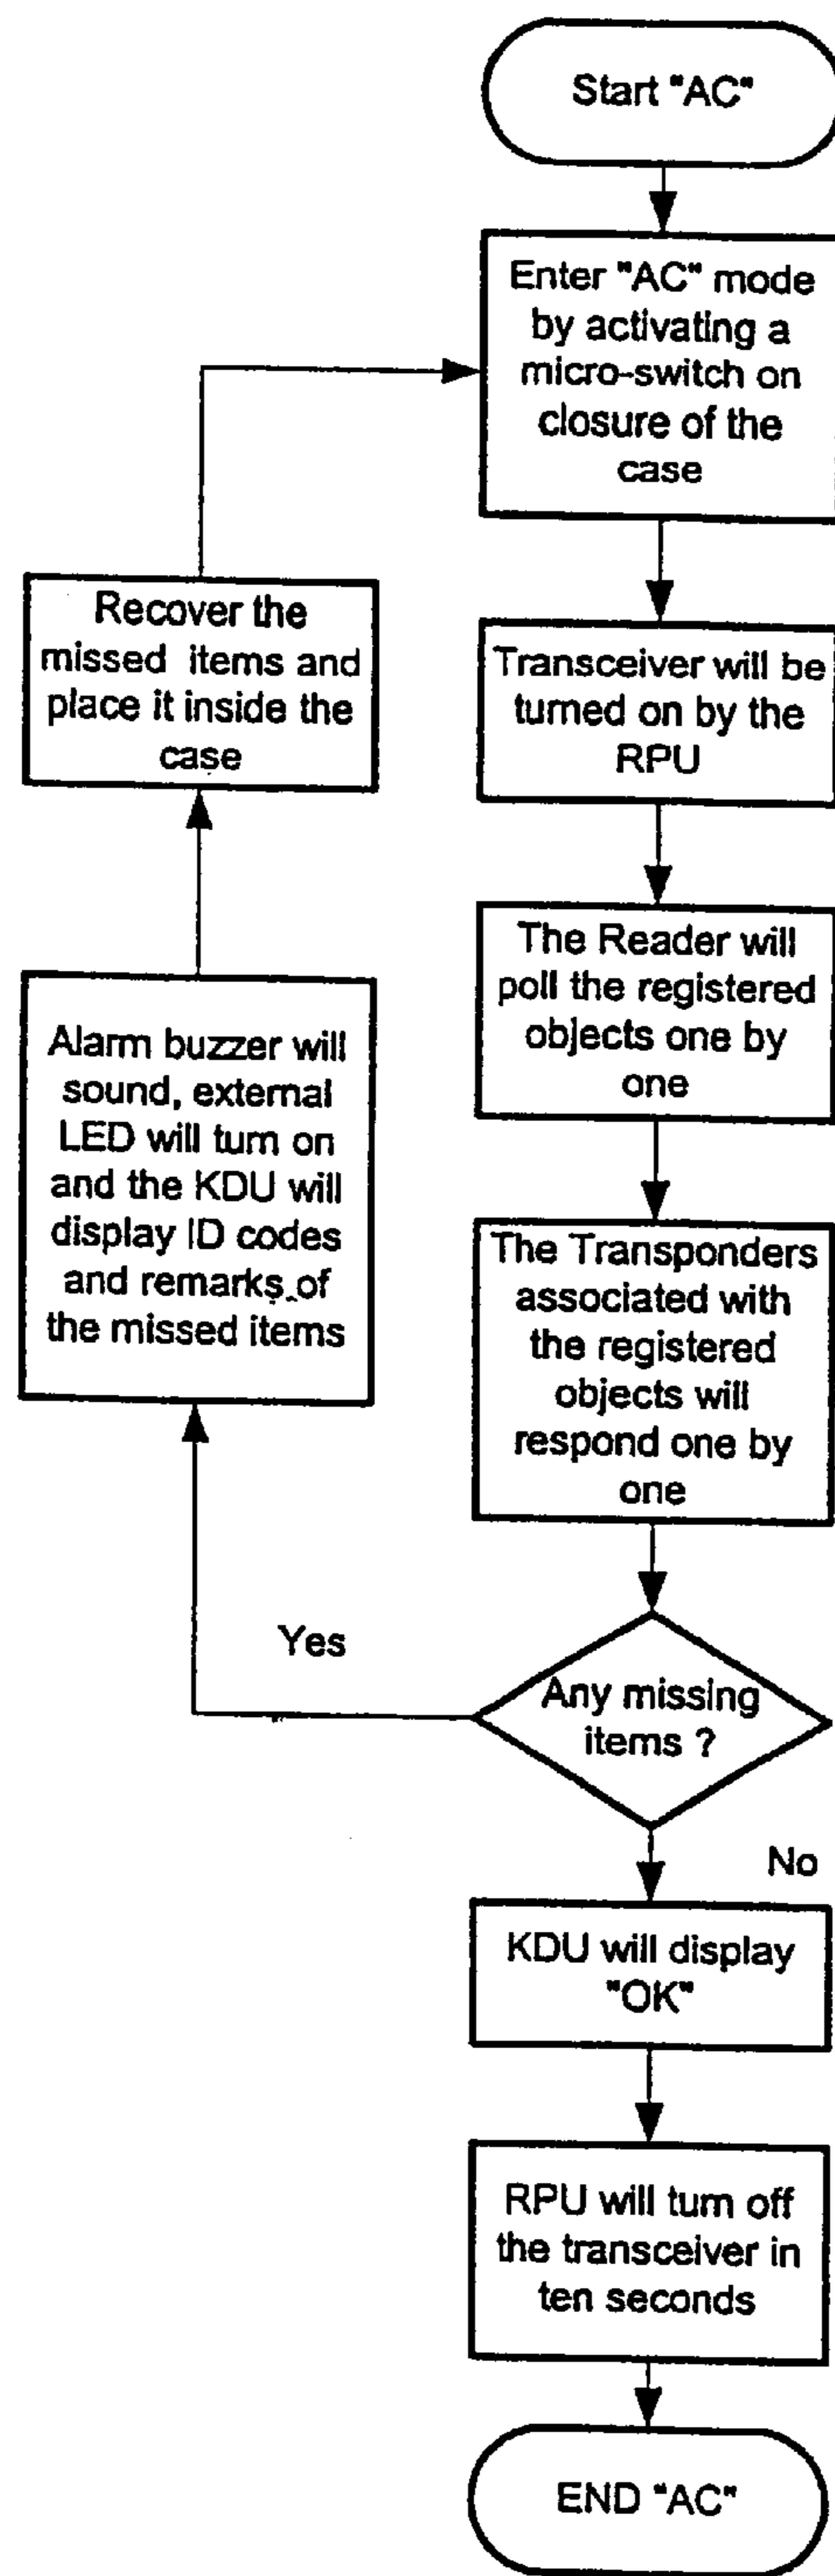 Start "AC"
Enter "AC" mode
by activating a
micro-switch on
closure of the
case
Transceiver will be
turned on by the
RPU
The Reader will
poll the registered
objects one by
one
The Transponders
associated with
the registered
objects will
respond one by
one
Any missing
items ?
Yes
Alarm buzzer will
sound, external
LED will turn on
and the KDU will
display ID codes
and remarks of
the missed items
Recover the
missed items and
place it inside the
case
No
KDU will display
"OK"
RPU will turn off
the transceiver in
ten seconds
END "AC"